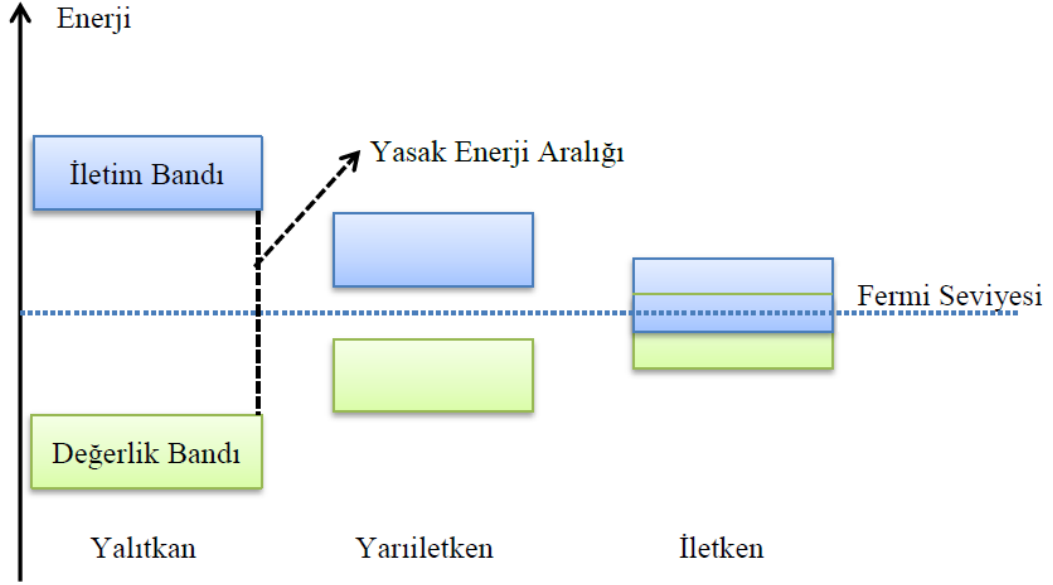 Enerji
Yasak Enerji Aralığı
İletim Bandı
Fermi Seviyesi
Değerlik Bandı
Yalıtkan
Yarıiletken
İletken